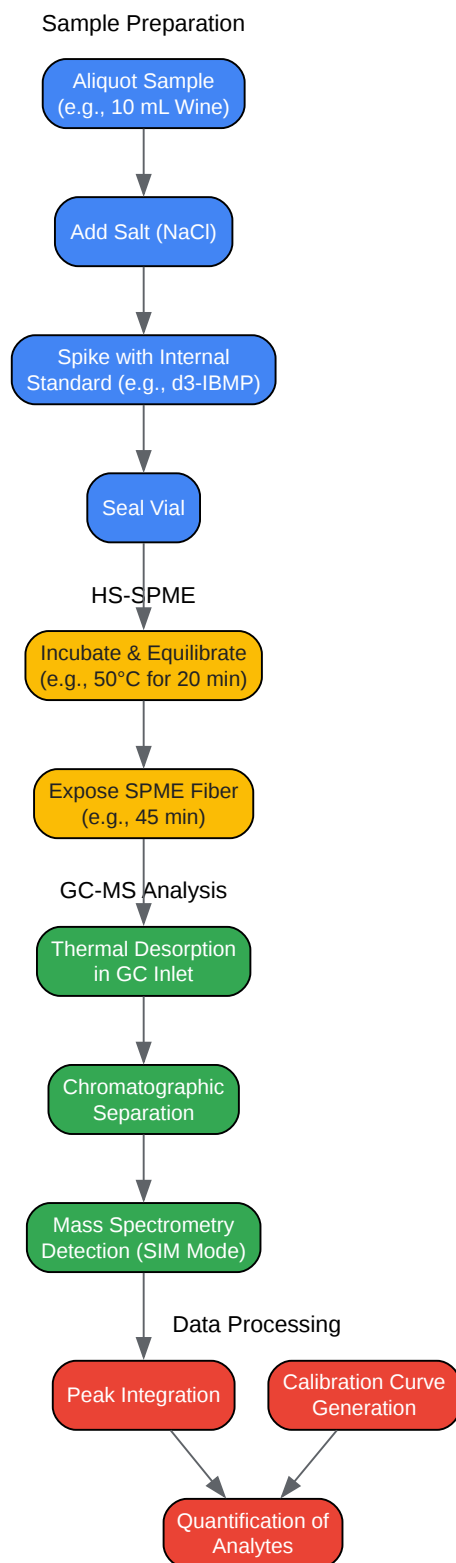 Sample Preparation
Aliquot Sample
(e.g., 10 mL Wine)
Add Salt (NaCl)
Spike with Internal
Standard (e.g., d3-IBMP)
Seal Vial
HS-SPME
Incubate & Equilibrate
(e.g., 50°C for 20 min)
Expose SPME Fiber
(e.g., 45 min)
GC-MS Analysis
Thermal Desorption
in GC Inlet
Chromatographic
Separation
Mass Spectrometry
Detection (SIM Mode)
Data Processing
Peak Integration
Calibration Curve
Generation
Quantification of
Analytes